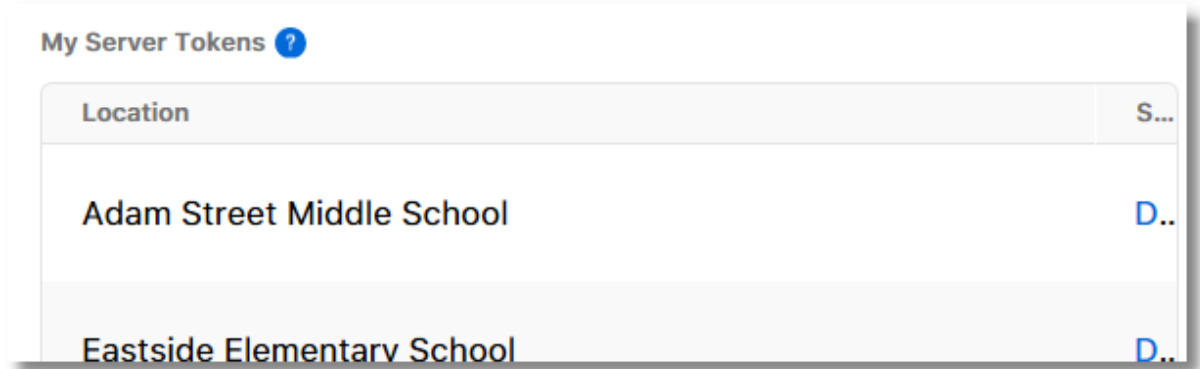 My Server Tokens ?
Location S...
Adam Street Middle School D..
Eastside Elementary School D..